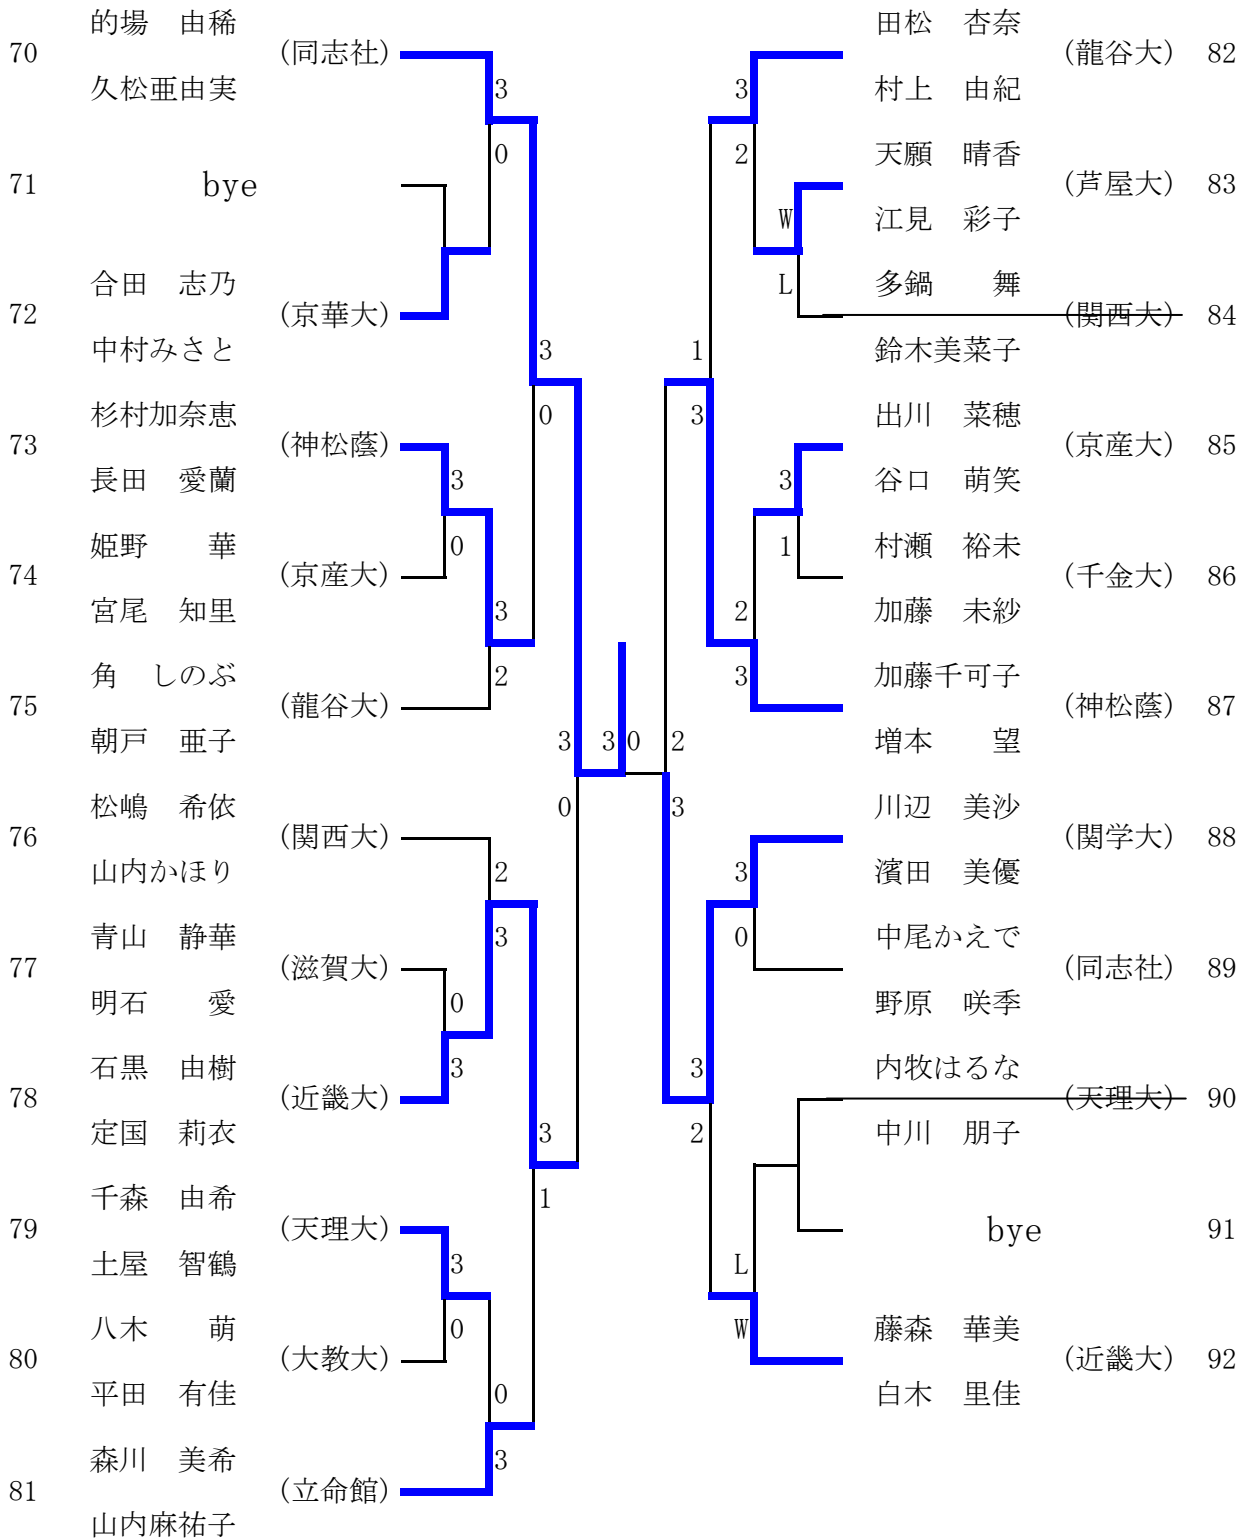 的場　由稀
70 (同志社)
久松亜由実
3
0
71 bye
合田　志乃
72 (京華大)
中村みさと
3
0
杉村加奈恵
73 (神松蔭)
長田　愛蘭
3
0
姫野　　華
74 (京産大)
宮尾　知里
3
2
角　しのぶ
75 (龍谷大)
朝戸　亜子
3 3 0 2
0 3
松嶋　希依
76 (関西大)
山内かほり
2
3
青山　静華
77 (滋賀大)
明石　　愛
0
3
石黒　由樹
78 (近畿大)
定国　莉衣
3
1
千森　由希
79 (天理大)
土屋　智鶴
3
0
八木　　萌
80 (大教大)
平田　有佳
0
3
森川　美希
81 (立命館)
山内麻祐子
田松　杏奈
(龍谷大) 82
村上　由紀
3
2
天願　晴香
(芦屋大) 83
江見　彩子
W
L
多鍋　　舞
(関西大) 84
鈴木美菜子
1
3
出川　菜穂
(京産大) 85
谷口　萌笑
3
1
村瀬　裕未
(千金大) 86
加藤　未紗
2
3
加藤千可子
(神松蔭) 87
増本　　望
川辺　美沙
(関学大) 88
濱田　美優
3
0
中尾かえで
(同志社) 89
野原　咲季
3
2
内牧はるな
(天理大) 90
中川　朋子
bye 91
L
W
藤森　華美
(近畿大) 92
白木　里佳